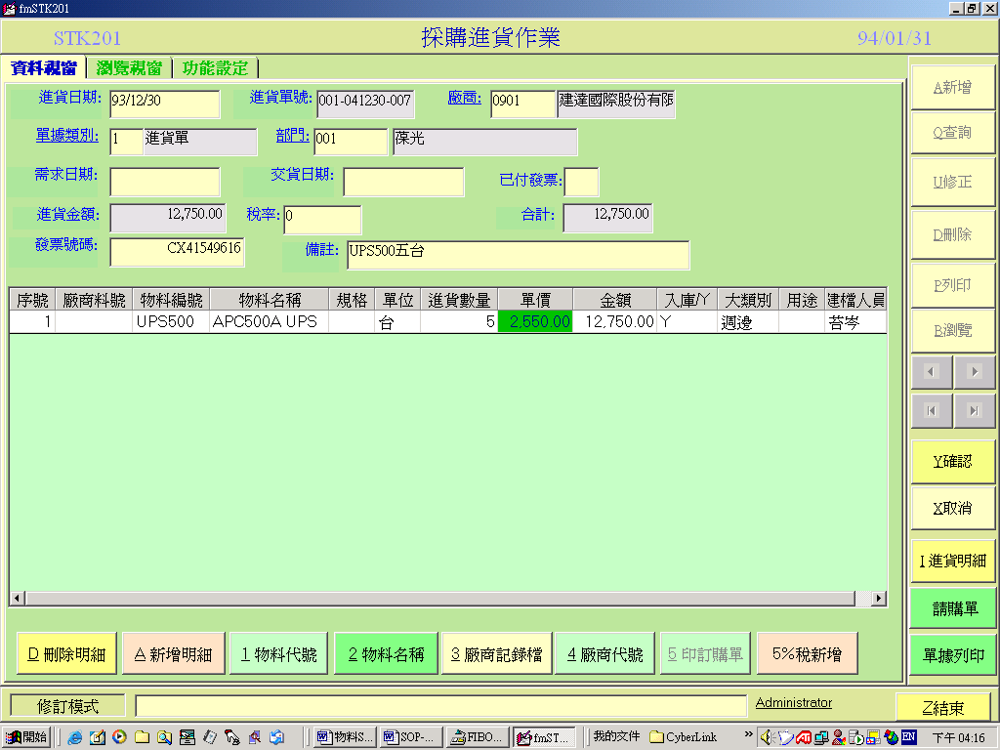 fmSTK201
STK201 採購進貨作業 94/01/31
資料視窗 瀏覽視窗 功能設定
進貨日期: 93/12/30 進貨單號: 001-041230-007 廠商: 0901 建達國際股份有限
單據類別: 1 進貨單 部門: 001 葆光
需求日期: 交貨日期: 已付發票:
進貨金額: 12,750.00 稅率: 0 合計: 12,750.00
發票號碼: CX41549616 備註: UPS500五台
序號 廠商料號 物料編號 物料名稱 規格 單位 進貨數量 單價 金額 入庫/Y 大類別 用途 建檔人員
1 UPS500 APC500A UPS 台 5 2,550.00 12,750.00 Y 週邊 苔岑
A新增
Q查詢
U修正
D刪除
P列印
B瀏覽
Y確認
X取消
I 進貨明細
請購單
單據列印
D 刪除明細 A 新增明細 1 物料代號 2 物料名稱 3 廠商記錄檔 4 廠商代號 5 印訂購單 5%稅新增
修訂模式 Administrator Z結束
開始 物料S... SOP-... FIBO... fmST... 我的文件 CyberLink » EN 下午 04:16